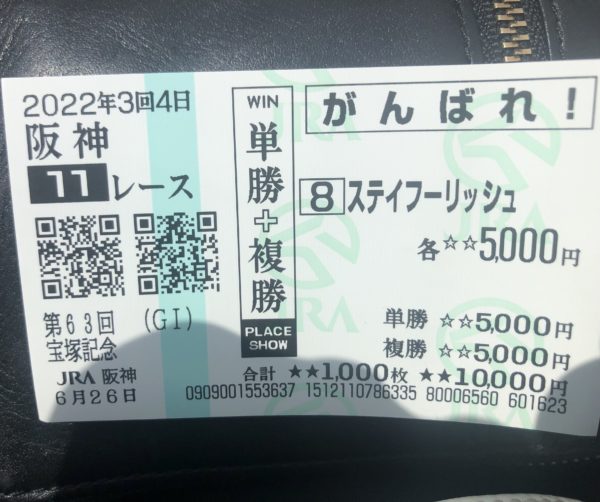 2022年3回4日
阪神
11レース
第63回 (GI)
宝塚記念
JRA 阪神
6月26日
WIN
単勝+複勝
PLACE
SHOW
がんばれ!
8 ステイフーリッシュ
各☆☆5,000円
単勝 ☆☆5,000円
複勝 ☆☆5,000円
合計 ★★1,000枚 ★★10,000円
0909001553637 1512110786335 80006560 601623
JRA
JRA
JRA